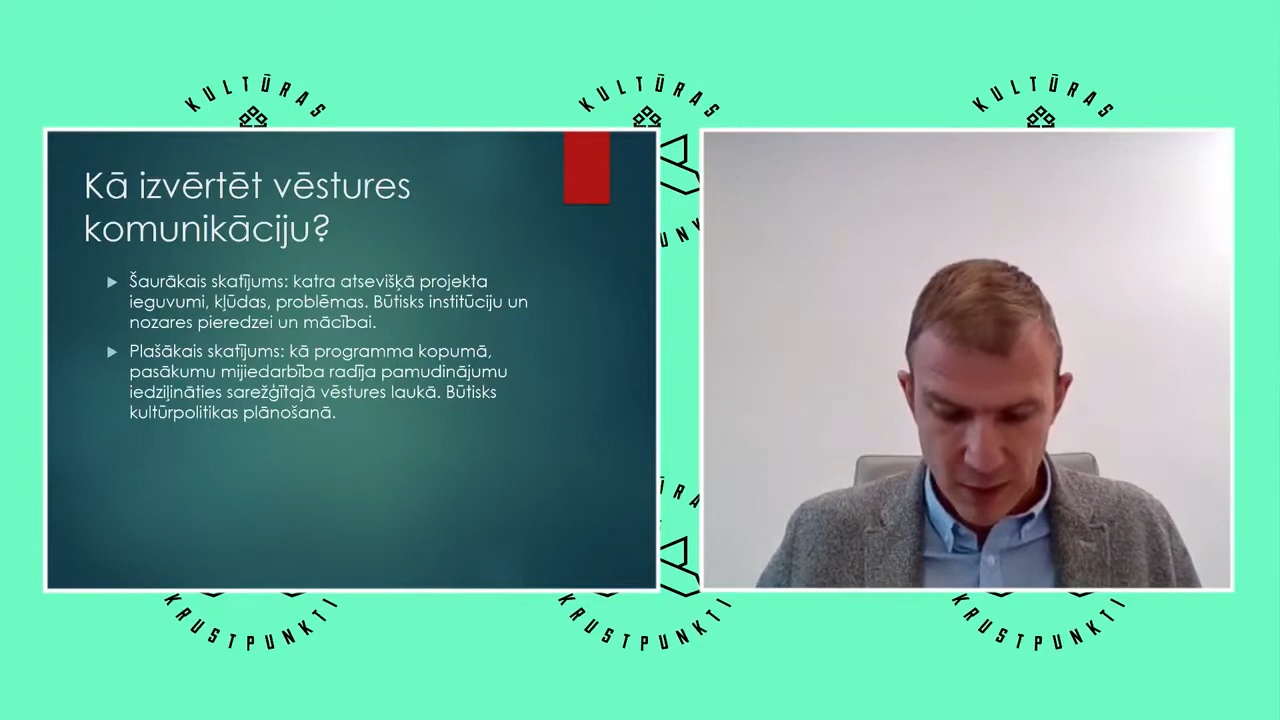 KULTŪRAS
KULTŪRAS
KULTŪRAS
Kā izvērtēt vēstures
komunikāciju?
Šaurākais skatījums: katra atsevišķā projekta
ieguvumi, kļūdas, problēmas. Būtisks institūciju un
nozares pieredzei un mācībai.
Plašākais skatījums: kā programma kopumā,
pasākumu mijiedarbība radīja pamudinājumu
iedziļināties sarežģītajā vēstures laukā. Būtisks
kultūrpolitikas plānošanā.
KRUSTPUNKTI
KRUSTPUNKTI
KRUSTPUNKTI